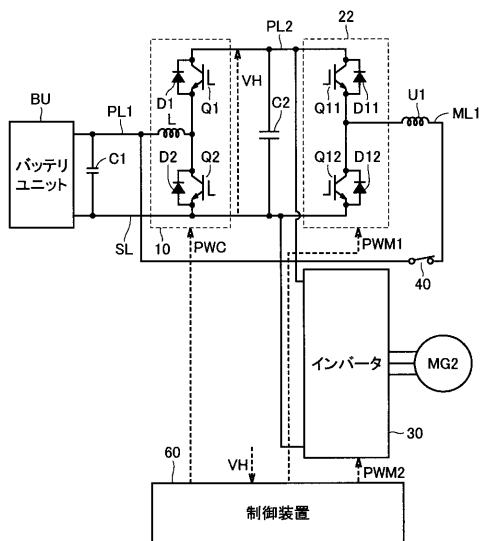 22
PL2
VH
D1
Q1
L
C2
Q11
D11
U1
ML1
BU
PL1
バッテリ
ユニット
C1
D2
Q2
Q12
D12
SL
10
PWC
PWM1
40
インバータ
MG2
30
60
VH
PWM2
制御装置